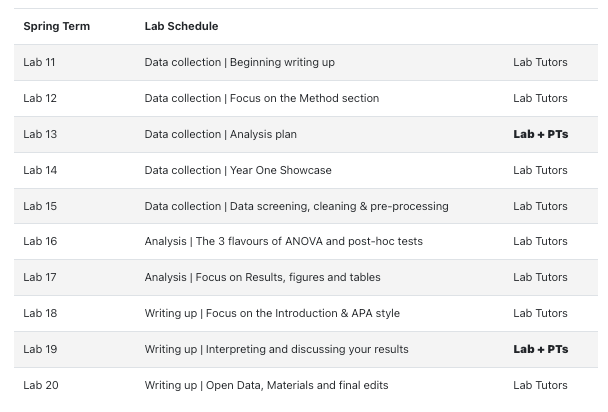 Spring Term Lab Schedule
Lab 11 Data collection | Beginning writing up Lab Tutors
Lab 12 Data collection | Focus on the Method section Lab Tutors
Lab 13 Data collection | Analysis plan Lab + PTs
Lab 14 Data collection | Year One Showcase Lab Tutors
Lab 15 Data collection | Data screening, cleaning & pre-processing Lab Tutors
Lab 16 Analysis | The 3 flavours of ANOVA and post-hoc tests Lab Tutors
Lab 17 Analysis | Focus on Results, figures and tables Lab Tutors
Lab 18 Writing up | Focus on the Introduction & APA style Lab Tutors
Lab 19 Writing up | Interpreting and discussing your results Lab + PTs
Lab 20 Writing up | Open Data, Materials and final edits Lab Tutors